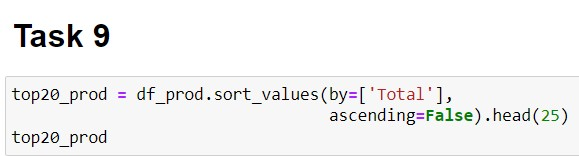 Task 9
top20_prod = df_prod.sort_values(by=['Total'],
ascending=False).head(25)
top20_prod